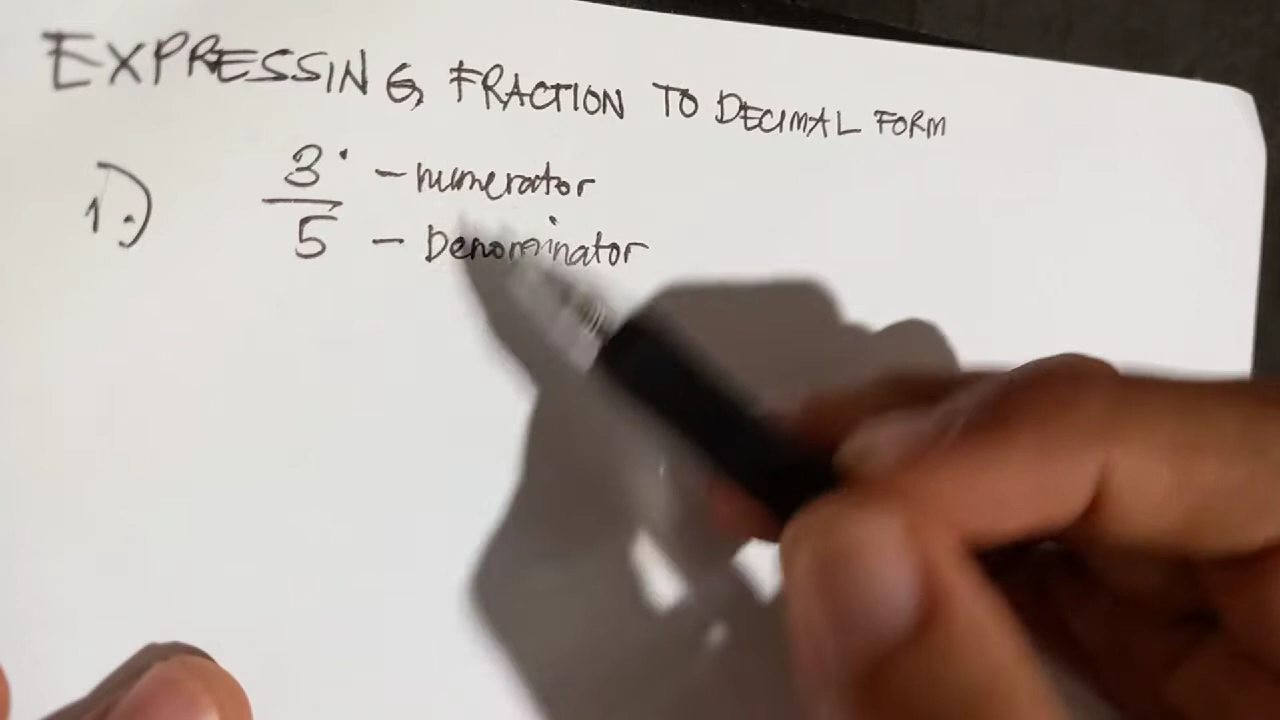 EXPRESSING FRACTION TO DECIMAL FORM
1.) 3 - numerator
5 - Denominator